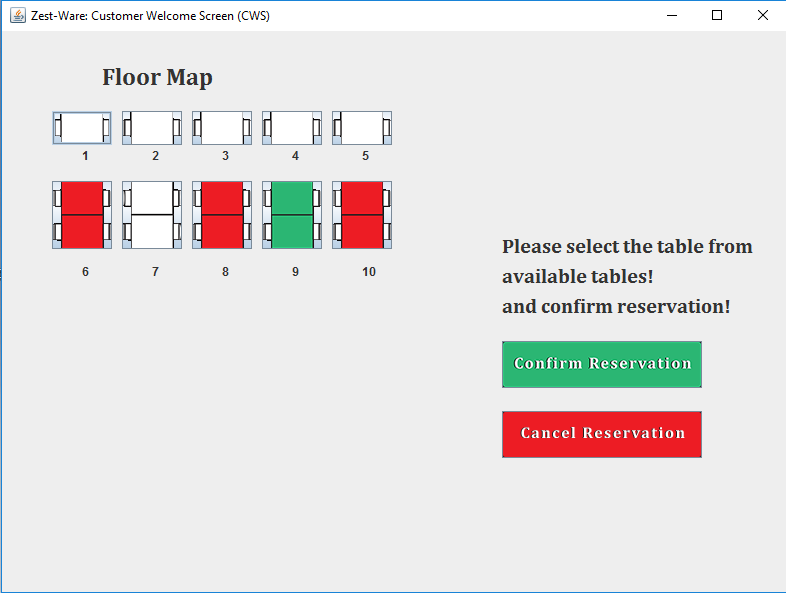 Zest-Ware: Customer Welcome Screen (CWS)
Floor Map
1 2 3 4 5
6 7 8 9 10
Please select the table from
available tables!
and confirm reservation!
Confirm Reservation
Cancel Reservation